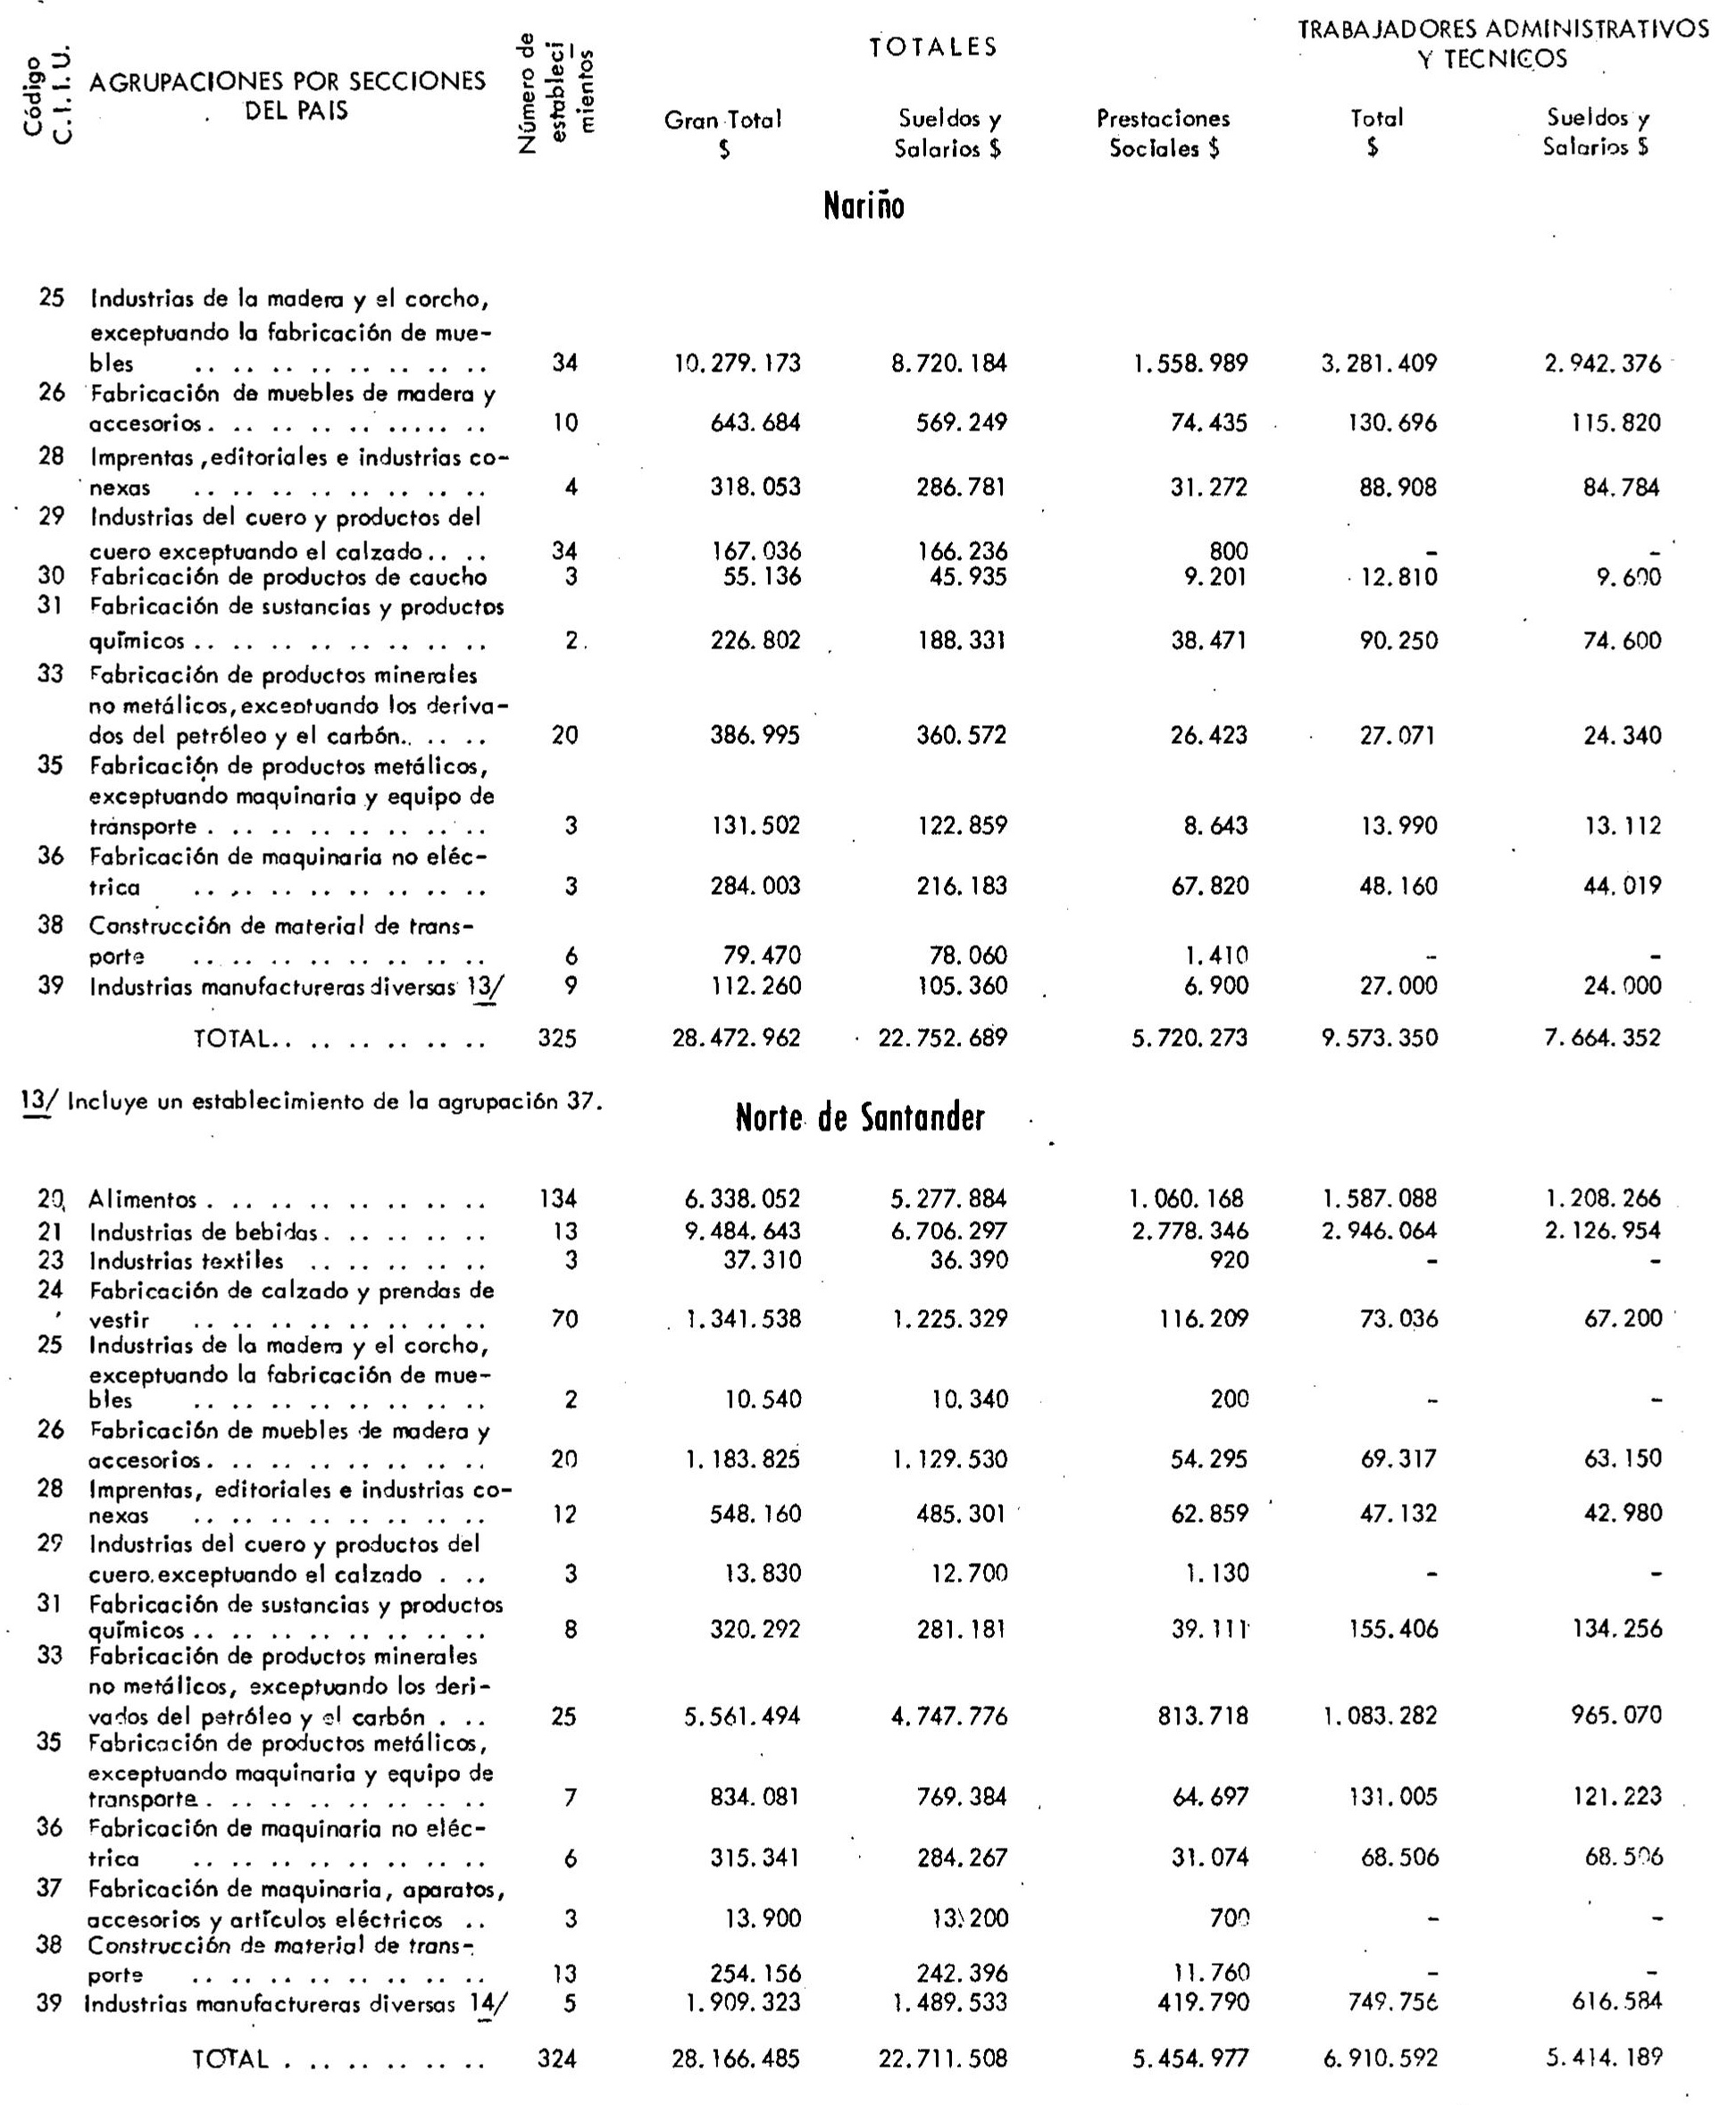 Código C.I.I.U.
AGRUPACIONES POR SECCIONES DEL PAIS
Número de estableci mientos
TOTALES
TRABAJADORES ADMINISTRATIVOS Y TECNICOS
Gran Total $
Sueldos y Salarios $
Prestaciones Sociales $
Total $
Sueldos y Salarios $
Nariño
25 Industrias de la madera y el corcho,
exceptuando la fabricación de mue-
bles .. .. .. .. .. .. .. .. 34 10.279.173 8.720.184 1.558.989 3.281.409 2.942.376
26 Fabricación de muebles de madera y
accesorios. .. .. .. .. ..... .. .. 10 643.684 569.249 74.435 130.696 115.820
28 Imprentas ,editoriales e industrias co-
nexas .. .. .. .. .. .. .. .. 4 318.053 286.781 31.272 88.908 84.784
29 Industrias del cuero y productos del
cuero exceptuando el calzado.. .. 34 167.036 166.236 800 - -
30 Fabricación de productos de caucho 3 55.136 45.935 9.201 12.810 9.600
31 Fabricación de sustancias y productos
químicos .. .. .. .. .. .. .. .. 2. 226.802 188.331 38.471 90.250 74.600
33 Fabricación de productos minerales
no metálicos, exceptuando los deriva-
dos del petróleo y el carbón.. .. .. 20 386.995 360.572 26.423 27.071 24.340
35 Fabricación de productos metálicos,
exceptuando maquinaria y equipo de
transporte . .. .. .. .. .. .. .. 3 131.502 122.859 8.643 13.990 13.112
36 Fabricación de maquinaria no eléc-
trica .. .. .. .. .. .. .. .. 3 284.003 216.183 67.820 48.160 44.019
38 Construcción de material de trans-
porte .. .. .. .. .. .. .. .. 6 79.470 78.060 1.410 - -
39 Industrias manufactureras diversas 13/ 9 112.260 105.360 6.900 27.000 24.000
TOTAL.. .. .. .. .. .. 325 28.472.962 22.752.689 5.720.273 9.573.350 7.664.352
13/ Incluye un establecimiento de la agrupación 37.
Norte de Santander
20 Alimentos . .. .. .. .. .. .. .. 134 6.338.052 5.277.884 1.060.168 1.587.088 1.208.266
21 Industrias de bebidas. .. .. .. .. 13 9.484.643 6.706.297 2.778.346 2.946.064 2.126.954
23 Industrias textiles .. .. .. .. .. 3 37.310 36.390 920 - -
24 Fabricación de calzado y prendas de
vestir .. .. .. .. .. .. .. .. 70 1.341.538 1.225.329 116.209 73.036 67.200
25 Industrias de la madera y el corcho,
exceptuando la fabricación de mue-
bles .. .. .. .. .. .. .. .. 2 10.540 10.340 200 - -
26 Fabricación de muebles de madera y
accesorios. .. .. .. .. .. .. .. 20 1.183.825 1.129.530 54.295 69.317 63.150
28 Imprentas, editoriales e industrias co-
nexas .. .. .. .. .. .. .. .. 12 548.160 485.301 62.859 47.132 42.980
29 Industrias del cuero y productos del
cuero.exceptuando el calzado . .. 3 13.830 12.700 1.130 - -
31 Fabricación de sustancias y productos
químicos .. .. .. .. .. .. .. .. 8 320.292 281.181 39.111 155.406 134.256
33 Fabricación de productos minerales
no metálicos, exceptuando los deri-
vados del petróleo y el carbón . .. 25 5.561.494 4.747.776 813.718 1.083.282 965.070
35 Fabricación de productos metálicos,
exceptuando maquinaria y equipo de
transporte. .. .. .. .. .. .. .. 7 834.081 769.384 64.697 131.005 121.223
36 Fabricación de maquinaria no eléc-
trica .. .. .. .. .. .. .. .. 6 315.341 284.267 31.074 68.506 68.506
37 Fabricación de maquinaria, aparatos,
accesorios y artículos eléctricos .. 3 13.900 13.200 700 - -
38 Construcción de material de trans-
porte .. .. .. .. .. .. .. .. 13 254.156 242.396 11.760 - -
39 Industrias manufactureras diversas 14/ 5 1.909.323 1.489.533 419.790 749.756 616.584
TOTAL . .. .. .. .. .. 324 28.166.485 22.711.508 5.454.977 6.910.592 5.414.189